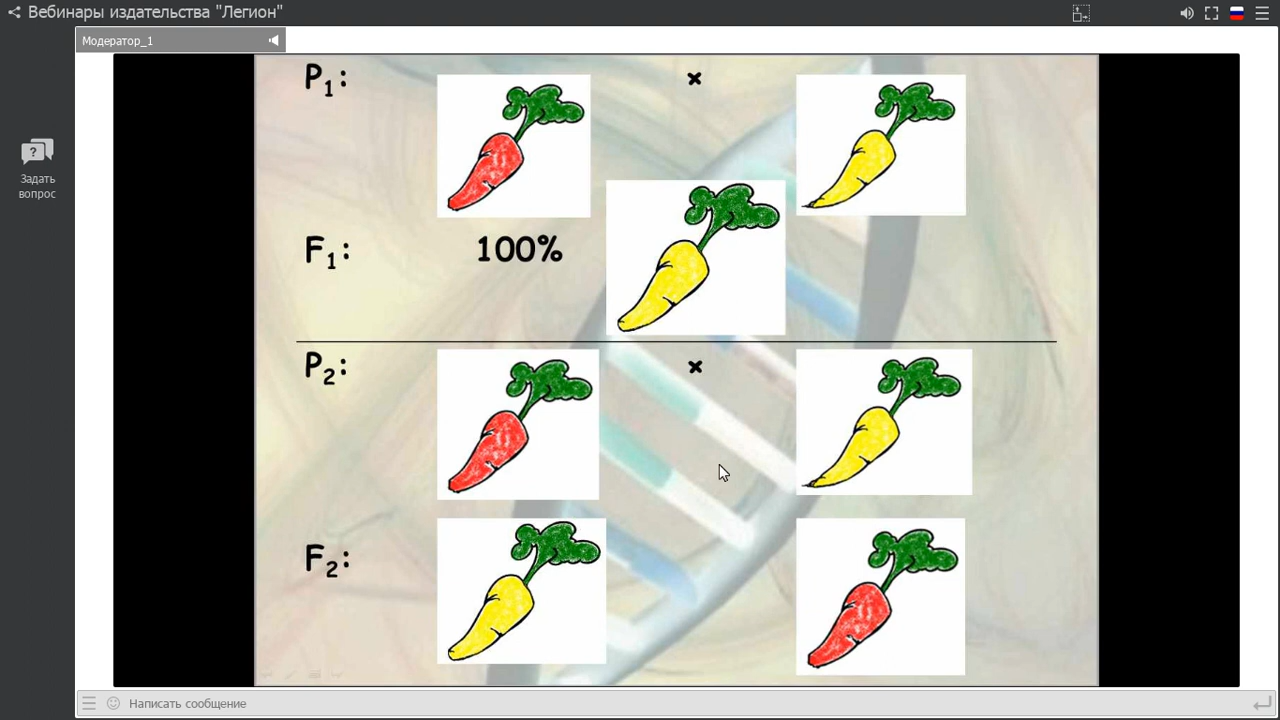 Вебинары издательства "Легион"
Модератор_1
Задать
вопрос
P1:
×
F1:
100%
P2:
×
F2:
Написать сообщение